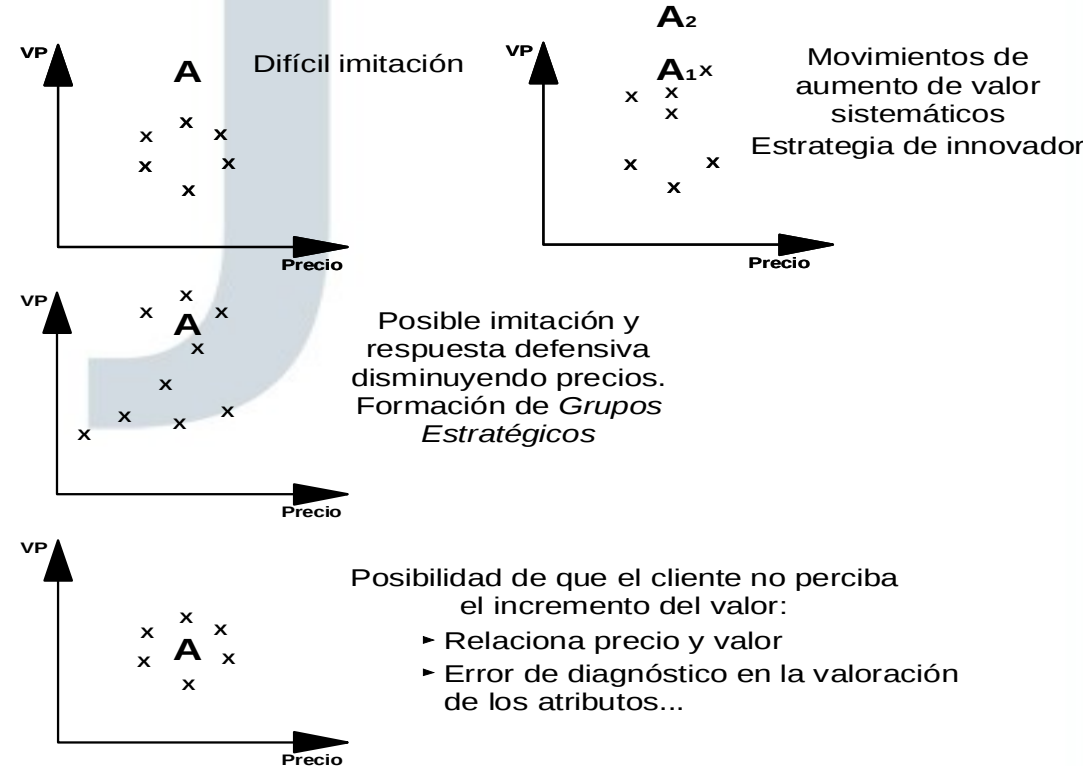 VP
A
Difícil imitación
x
x
x
x
x
x
Precio
A2
VP
A1x
x
x
x
x
x
x
Precio
Movimientos de
aumento de valor
sistemáticos
Estrategia de innovador
VP
x
x
x
A
x
x
x
x
x
x
Precio
Posible imitación y
respuesta defensiva
disminuyendo precios.
Formación de Grupos
Estratégicos
VP
x
x
x
A
x
x
x
Precio
Posibilidad de que el cliente no perciba
el incremento del valor:
► Relaciona precio y valor
► Error de diagnóstico en la valoración
de los atributos...